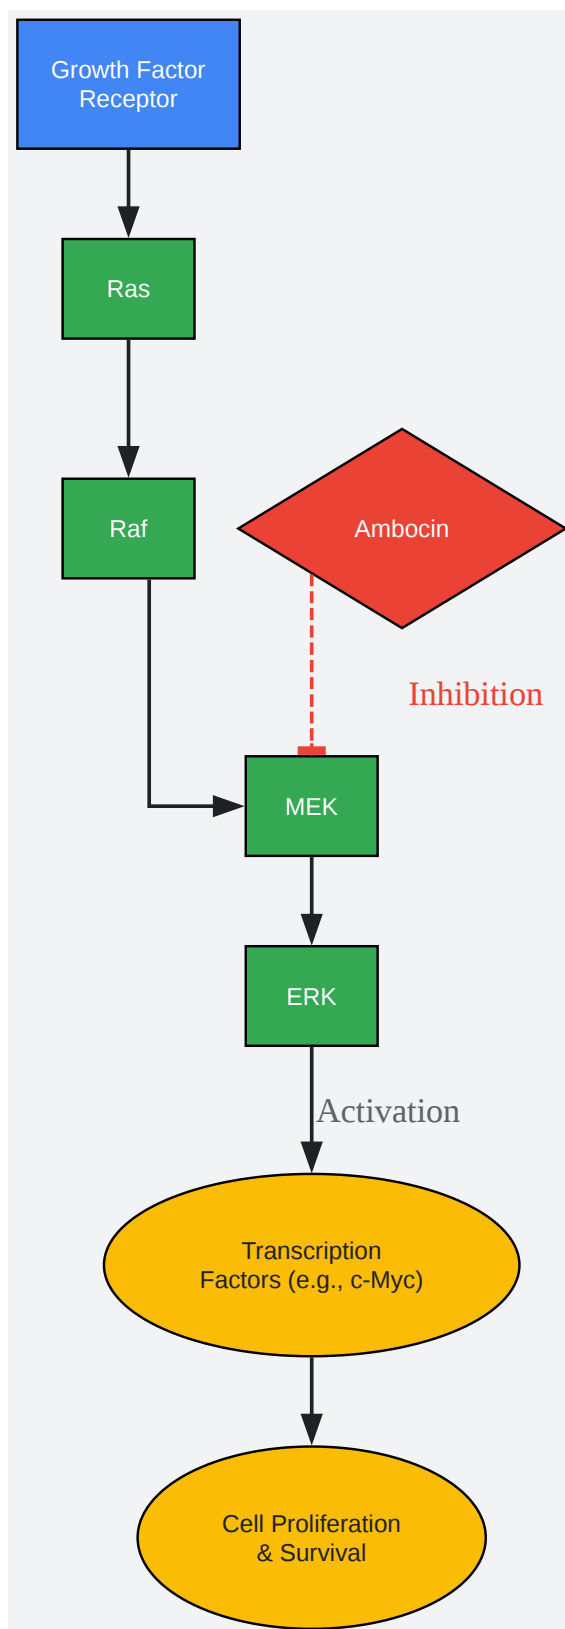 Growth Factor
Receptor
Ras
Raf
Ambocin
Inhibition
MEK
ERK
Activation
Transcription
Factors (e.g., c-Myc)
Cell Proliferation
& Survival